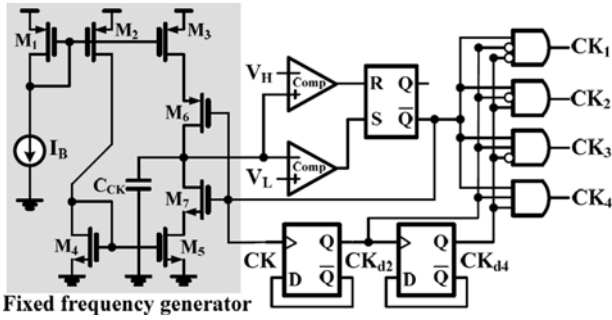 M1
M2
M3
VH
Comp
R
Q
S
Q
CK1
CK2
CK3
CK4
M6
IB
CCK
VL
Comp
M7
M4
M5
CK
Q
D
Q
CKd2
Q
D
Q
CKd4
Fixed frequency generator